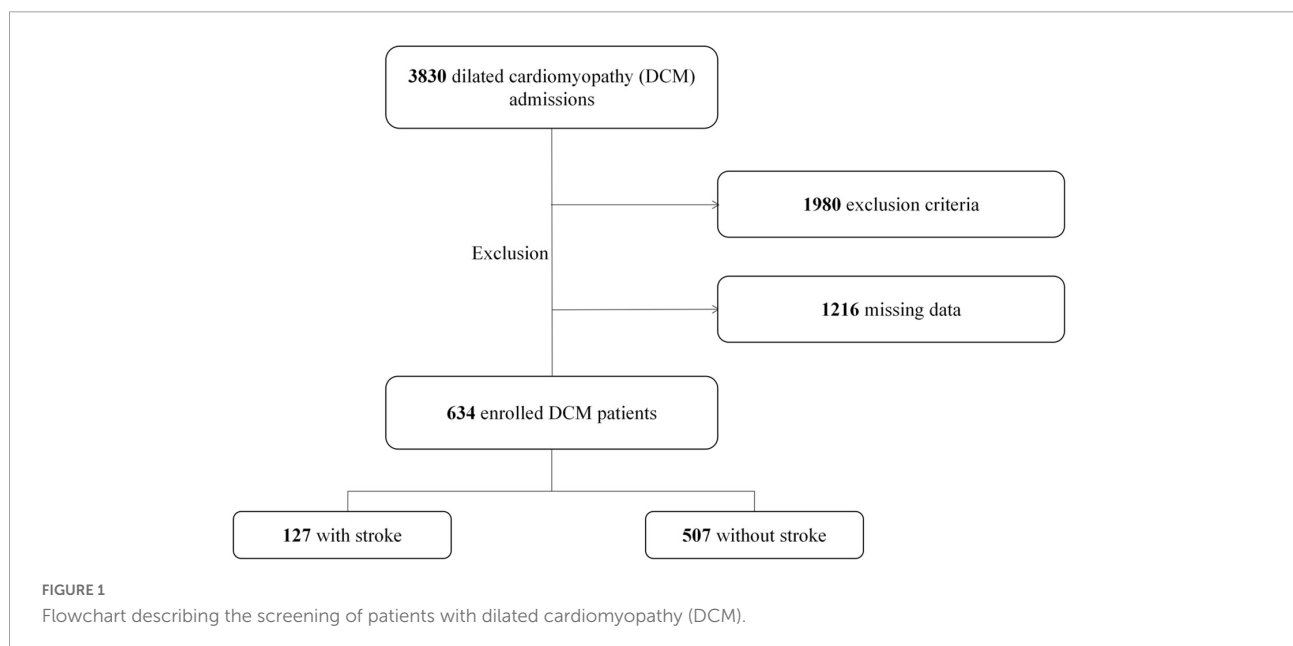 3830 dilated cardiomyopathy (DCM)
admissions
1980 exclusion criteria
Exclusion
1216 missing data
634 enrolled DCM patients
127 with stroke
507 without stroke
FIGURE 1
Flowchart describing the screening of patients with dilated cardiomyopathy (DCM).